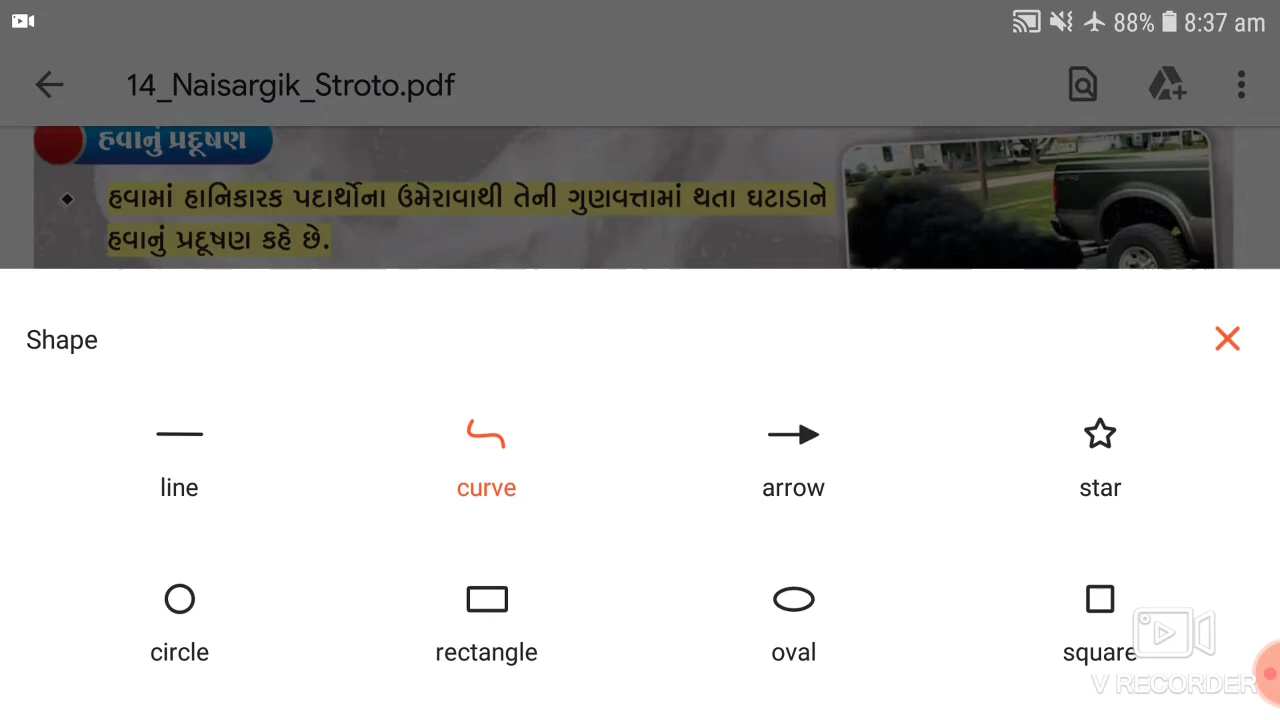 88% 8:37 am
14_Naisargik_Stroto.pdf
હવાનું પ્રદૂષણ
હવામાં હાનિકારક પદાર્થોના ઉમેરાવાથી તેની ગુણવત્તામાં થતા ઘટાડાને
હવાનું પ્રદૂષણ કહે છે.
Shape
line
curve
arrow
star
circle
rectangle
oval
square
V RECORDER